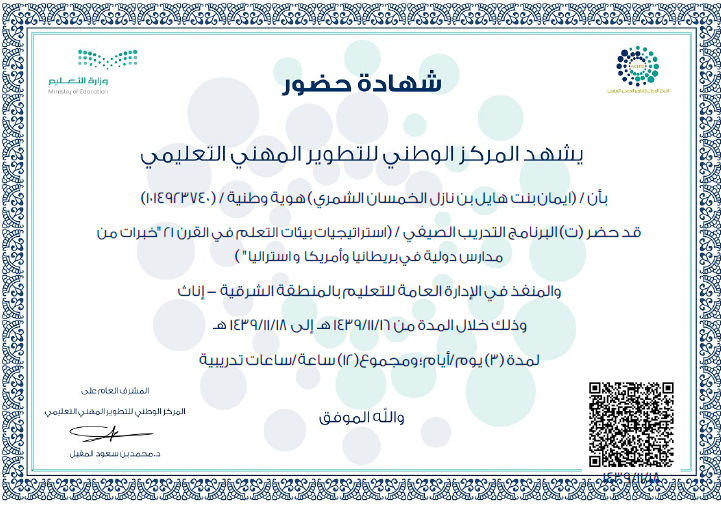 وزارة التعليم
Ministry of Education
شهادة حضور
يشهد المركز الوطني للتطوير المهني التعليمي
بأن / (ايمان بنت هايل بن نازل الخمسان الشمري) هوية وطنية / (١٠١٤٩٢٣٧٤٠)
قد حضر (ت) البرنامج التدريب الصيفي / (استراتيجيات بيئات التعلم في القرن ٢١ "خبرات من
مدارس دولية في بريطانيا وأمريكا و استراليا" )
والمنفذ في الإدارة العامة للتعليم بالمنطقة الشرقية – إناث
وذلك خلال المدة من ١٤٣٩/١١/١٦ هـ إلى ١٤٣٩/١١/١٨ هـ
لمدة (٣) يوم/أيام؛ ومجموع (١٢) ساعة/ساعات تدريبية
والله الموفق
المشرف العام على
المركز الوطني للتطوير المهني التعليمي
د. محمد بن سعود المقبل
١٤٣٩/١١/١٨